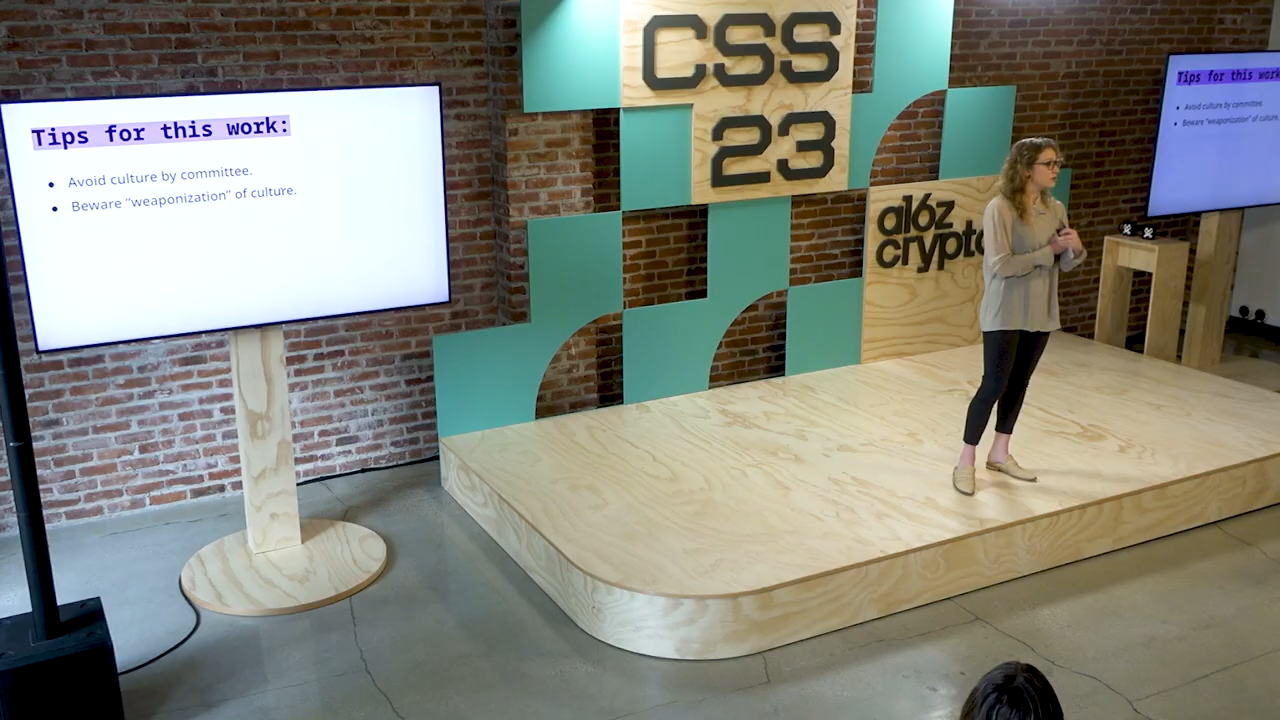 Tips for this work:
• Avoid culture by committee.
• Beware "weaponization" of culture.
CSS
23
a16z
crypto
Tips for this work
• Avoid culture by committee.
• Beware "weaponization" of culture.